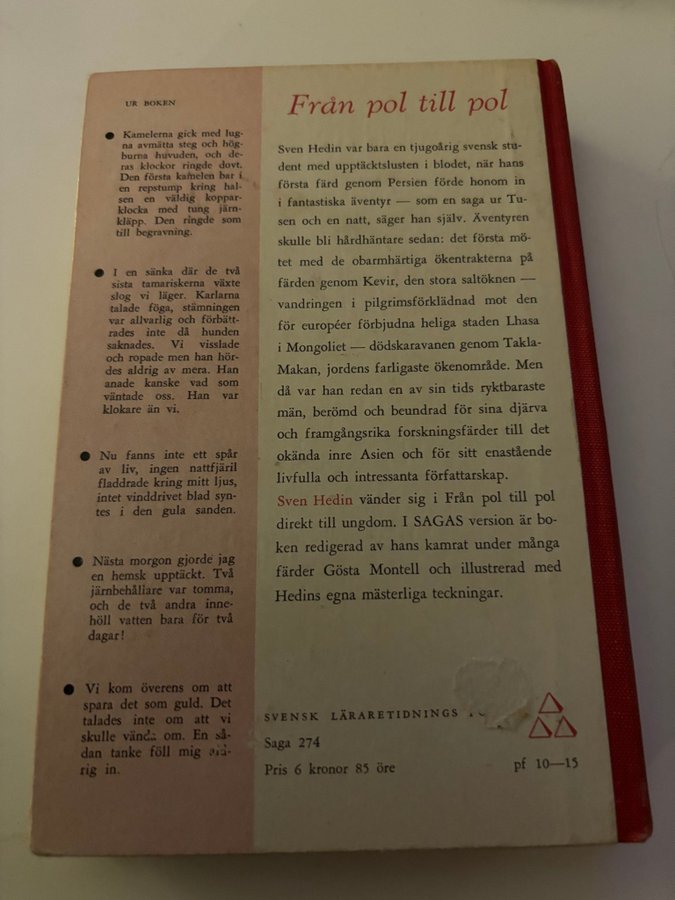 UR BOKEN
● Kamelerna gick med lug-
na avmätta steg och hög-
burna huvuden, och de-
ras klockor ringde dovt.
Den första kamelen bar i
en repstump kring hal-
sen en väldig koppar-
klocka med tung järn-
kläpp. Den ringde som
till begravning.
● I en sänka där de två
sista tamariskerna växte
slog vi läger. Karlarna
talade föga, stämningen
var allvarlig och förbätt-
rades inte då hunden
saknades. Vi visslade
och ropade men han hör-
des aldrig av mera. Han
anade kanske vad som
väntade oss. Han var
klokare än vi.
● Nu fanns inte ett spår
av liv, ingen nattfjäril
fladdrade kring mitt ljus,
intet vinddrivet blad syn-
tes i den gula sanden.
● Nästa morgon gjorde jag
en hemsk upptäckt. Två
järnbehållare var tomma,
och de två andra inne-
höll vatten bara för två
dagar!
● Vi kom överens om att
spara det som guld. Det
talades inte om att vi
skulle vända om. En så-
dan tanke föll mig ald-
rig in.
Från pol till pol
Sven Hedin var bara en tjugoårig svensk stu-
dent med upptäcktslusten i blodet, när hans
första färd genom Persien förde honom in
i fantastiska äventyr — som en saga ur Tu-
sen och en natt, säger han själv. Äventyren
skulle bli hårdhäntare sedan: det första mö-
tet med de obarmhärtiga ökentrakterna på
färden genom Kevir, den stora saltöknen —
vandringen i pilgrimsförklädnad mot den
för européer förbjudna heliga staden Lhasa
i Mongoliet — dödskaravanen genom Takla-
Makan, jordens farligaste ökenområde. Men
då var han redan en av sin tids ryktbaraste
män, berömd och beundrad för sina djärva
och framgångsrika forskningsfärder till det
okända inre Asien och för sitt enastående
livfulla och intressanta författarskap.
Sven Hedin vänder sig i Från pol till pol
direkt till ungdom. I SAGAS version är bo-
ken redigerad av hans kamrat under många
färder Gösta Montell och illustrerad med
Hedins egna mästerliga teckningar.
SVENSK LÄRARETIDNINGS
Saga 274
Pris 6 kronor 85 öre
pf 10—15